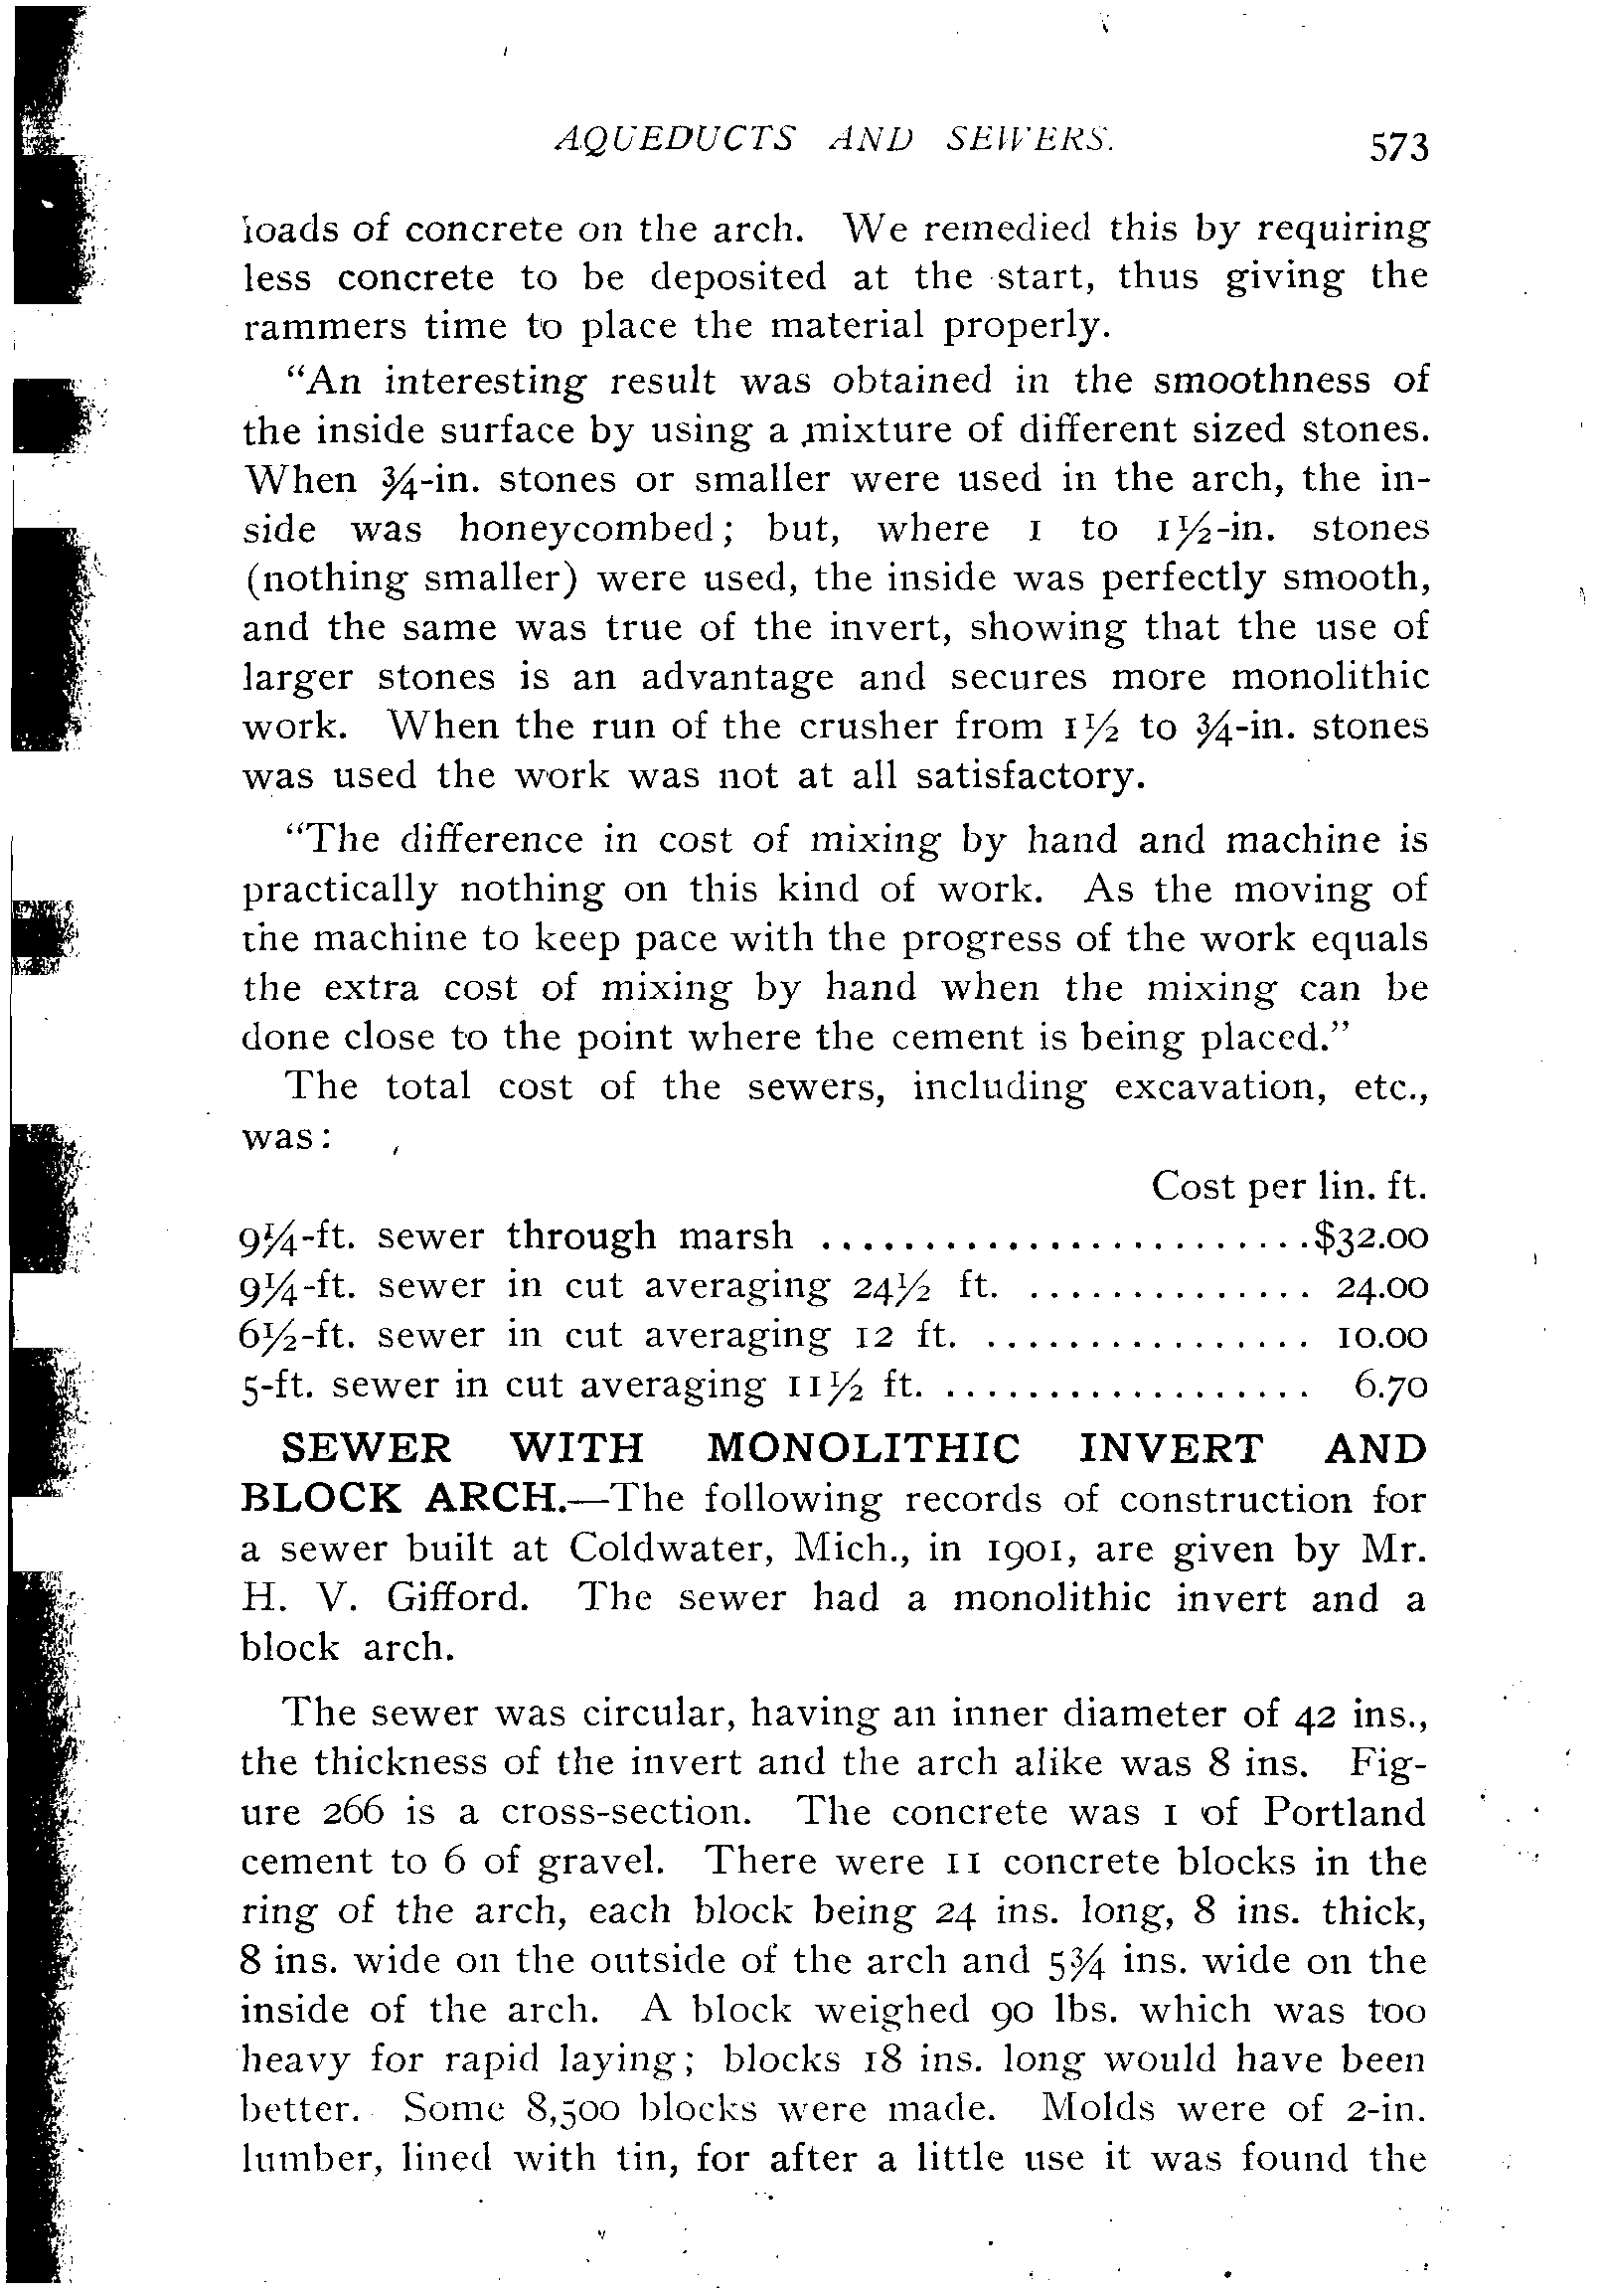 AQUEDUCTS AND SEWERS. 573
loads of concrete on the arch. We remedied this by requiring
less concrete to be deposited at the start, thus giving the
rammers time to place the material properly.
“An interesting result was obtained in the smoothness of
the inside surface by using a mixture of different sized stones.
When ¾-in. stones or smaller were used in the arch, the in-
side was honeycombed; but, where 1 to 1½-in. stones
(nothing smaller) were used, the inside was perfectly smooth,
and the same was true of the invert, showing that the use of
larger stones is an advantage and secures more monolithic
work. When the run of the crusher from 1½ to ¾-in. stones
was used the work was not at all satisfactory.
“The difference in cost of mixing by hand and machine is
practically nothing on this kind of work. As the moving of
the machine to keep pace with the progress of the work equals
the extra cost of mixing by hand when the mixing can be
done close to the point where the cement is being placed.”
The total cost of the sewers, including excavation, etc.,
was:
Cost per lin. ft.
9¼-ft. sewer through marsh ........................$32.00
9¼-ft. sewer in cut averaging 24½ ft. .............. 24.00
6½-ft. sewer in cut averaging 12 ft. ................ 10.00
5-ft. sewer in cut averaging 11½ ft. .................. 6.70
SEWER WITH MONOLITHIC INVERT AND
BLOCK ARCH.—The following records of construction for
a sewer built at Coldwater, Mich., in 1901, are given by Mr.
H. V. Gifford. The sewer had a monolithic invert and a
block arch.
The sewer was circular, having an inner diameter of 42 ins.,
the thickness of the invert and the arch alike was 8 ins. Fig-
ure 266 is a cross-section. The concrete was 1 of Portland
cement to 6 of gravel. There were 11 concrete blocks in the
ring of the arch, each block being 24 ins. long, 8 ins. thick,
8 ins. wide on the outside of the arch and 5¾ ins. wide on the
inside of the arch. A block weighed 90 lbs. which was too
heavy for rapid laying; blocks 18 ins. long would have been
better. Some 8,500 blocks were made. Molds were of 2-in.
lumber, lined with tin, for after a little use it was found the